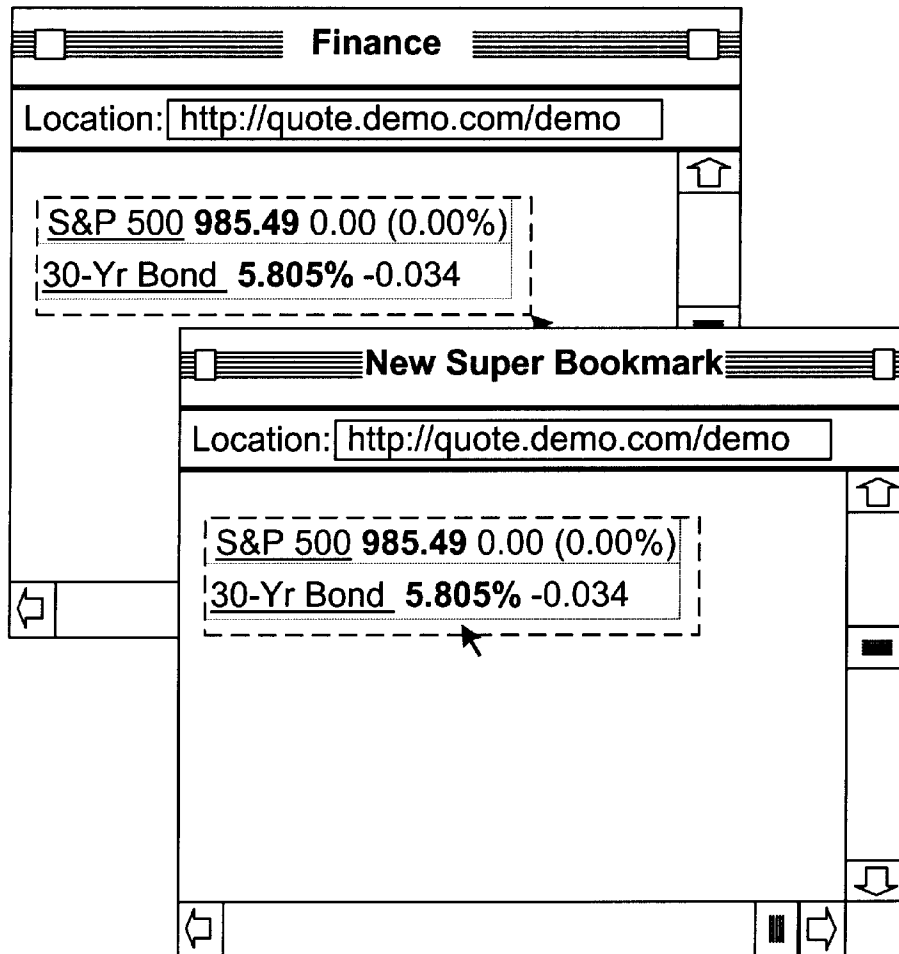 Finance
Location: http://quote.demo.com/demo
S&P 500 985.49 0.00 (0.00%)
30-Yr Bond 5.805% -0.034
New Super Bookmark
Location: http://quote.demo.com/demo
S&P 500 985.49 0.00 (0.00%)
30-Yr Bond 5.805% -0.034